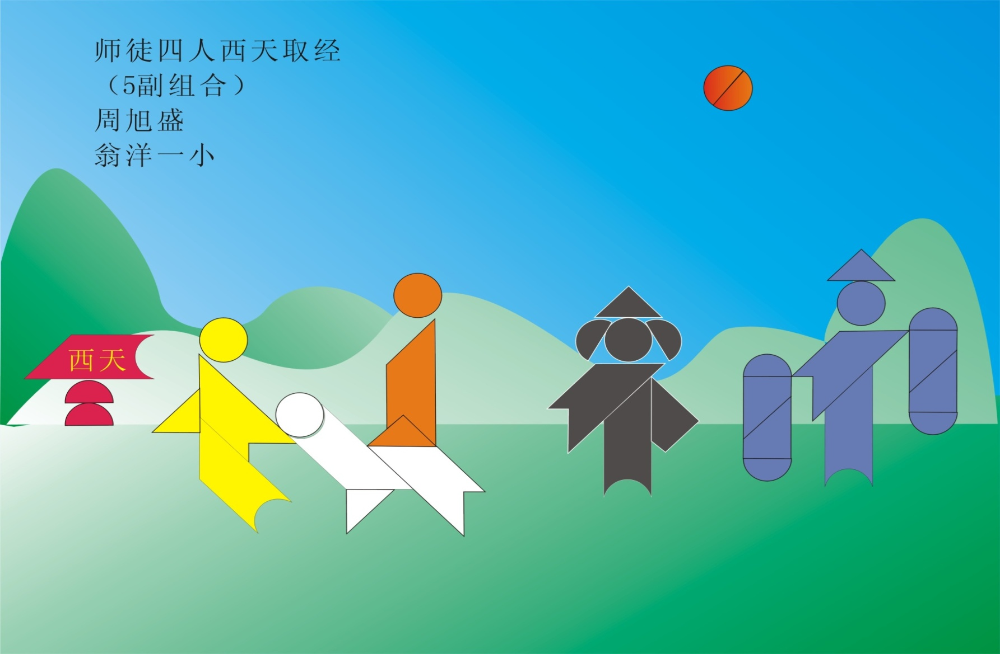 师徒四人西天取经
（5副组合）
周旭盛
翁洋一小
西天